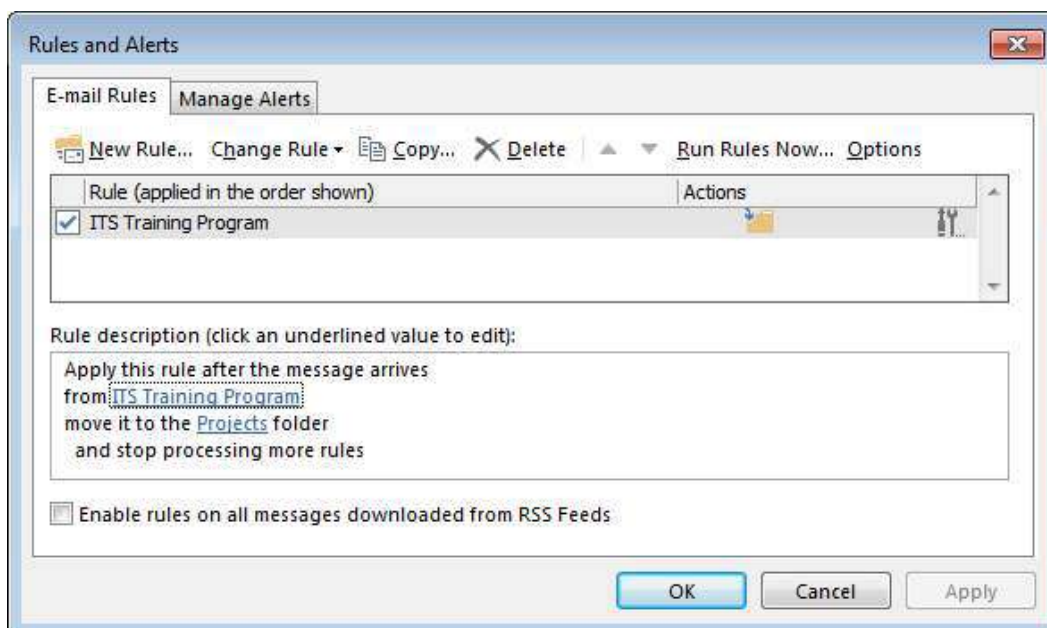 Rules and Alerts
E-mail Rules Manage Alerts
New Rule... Change Rule Copy... Delete Run Rules Now... Options
Rule (applied in the order shown) Actions
ITS Training Program
Rule description (click an underlined value to edit):
Apply this rule after the message arrives
from ITS Training Program
move it to the Projects folder
and stop processing more rules
Enable rules on all messages downloaded from RSS Feeds
OK Cancel Apply